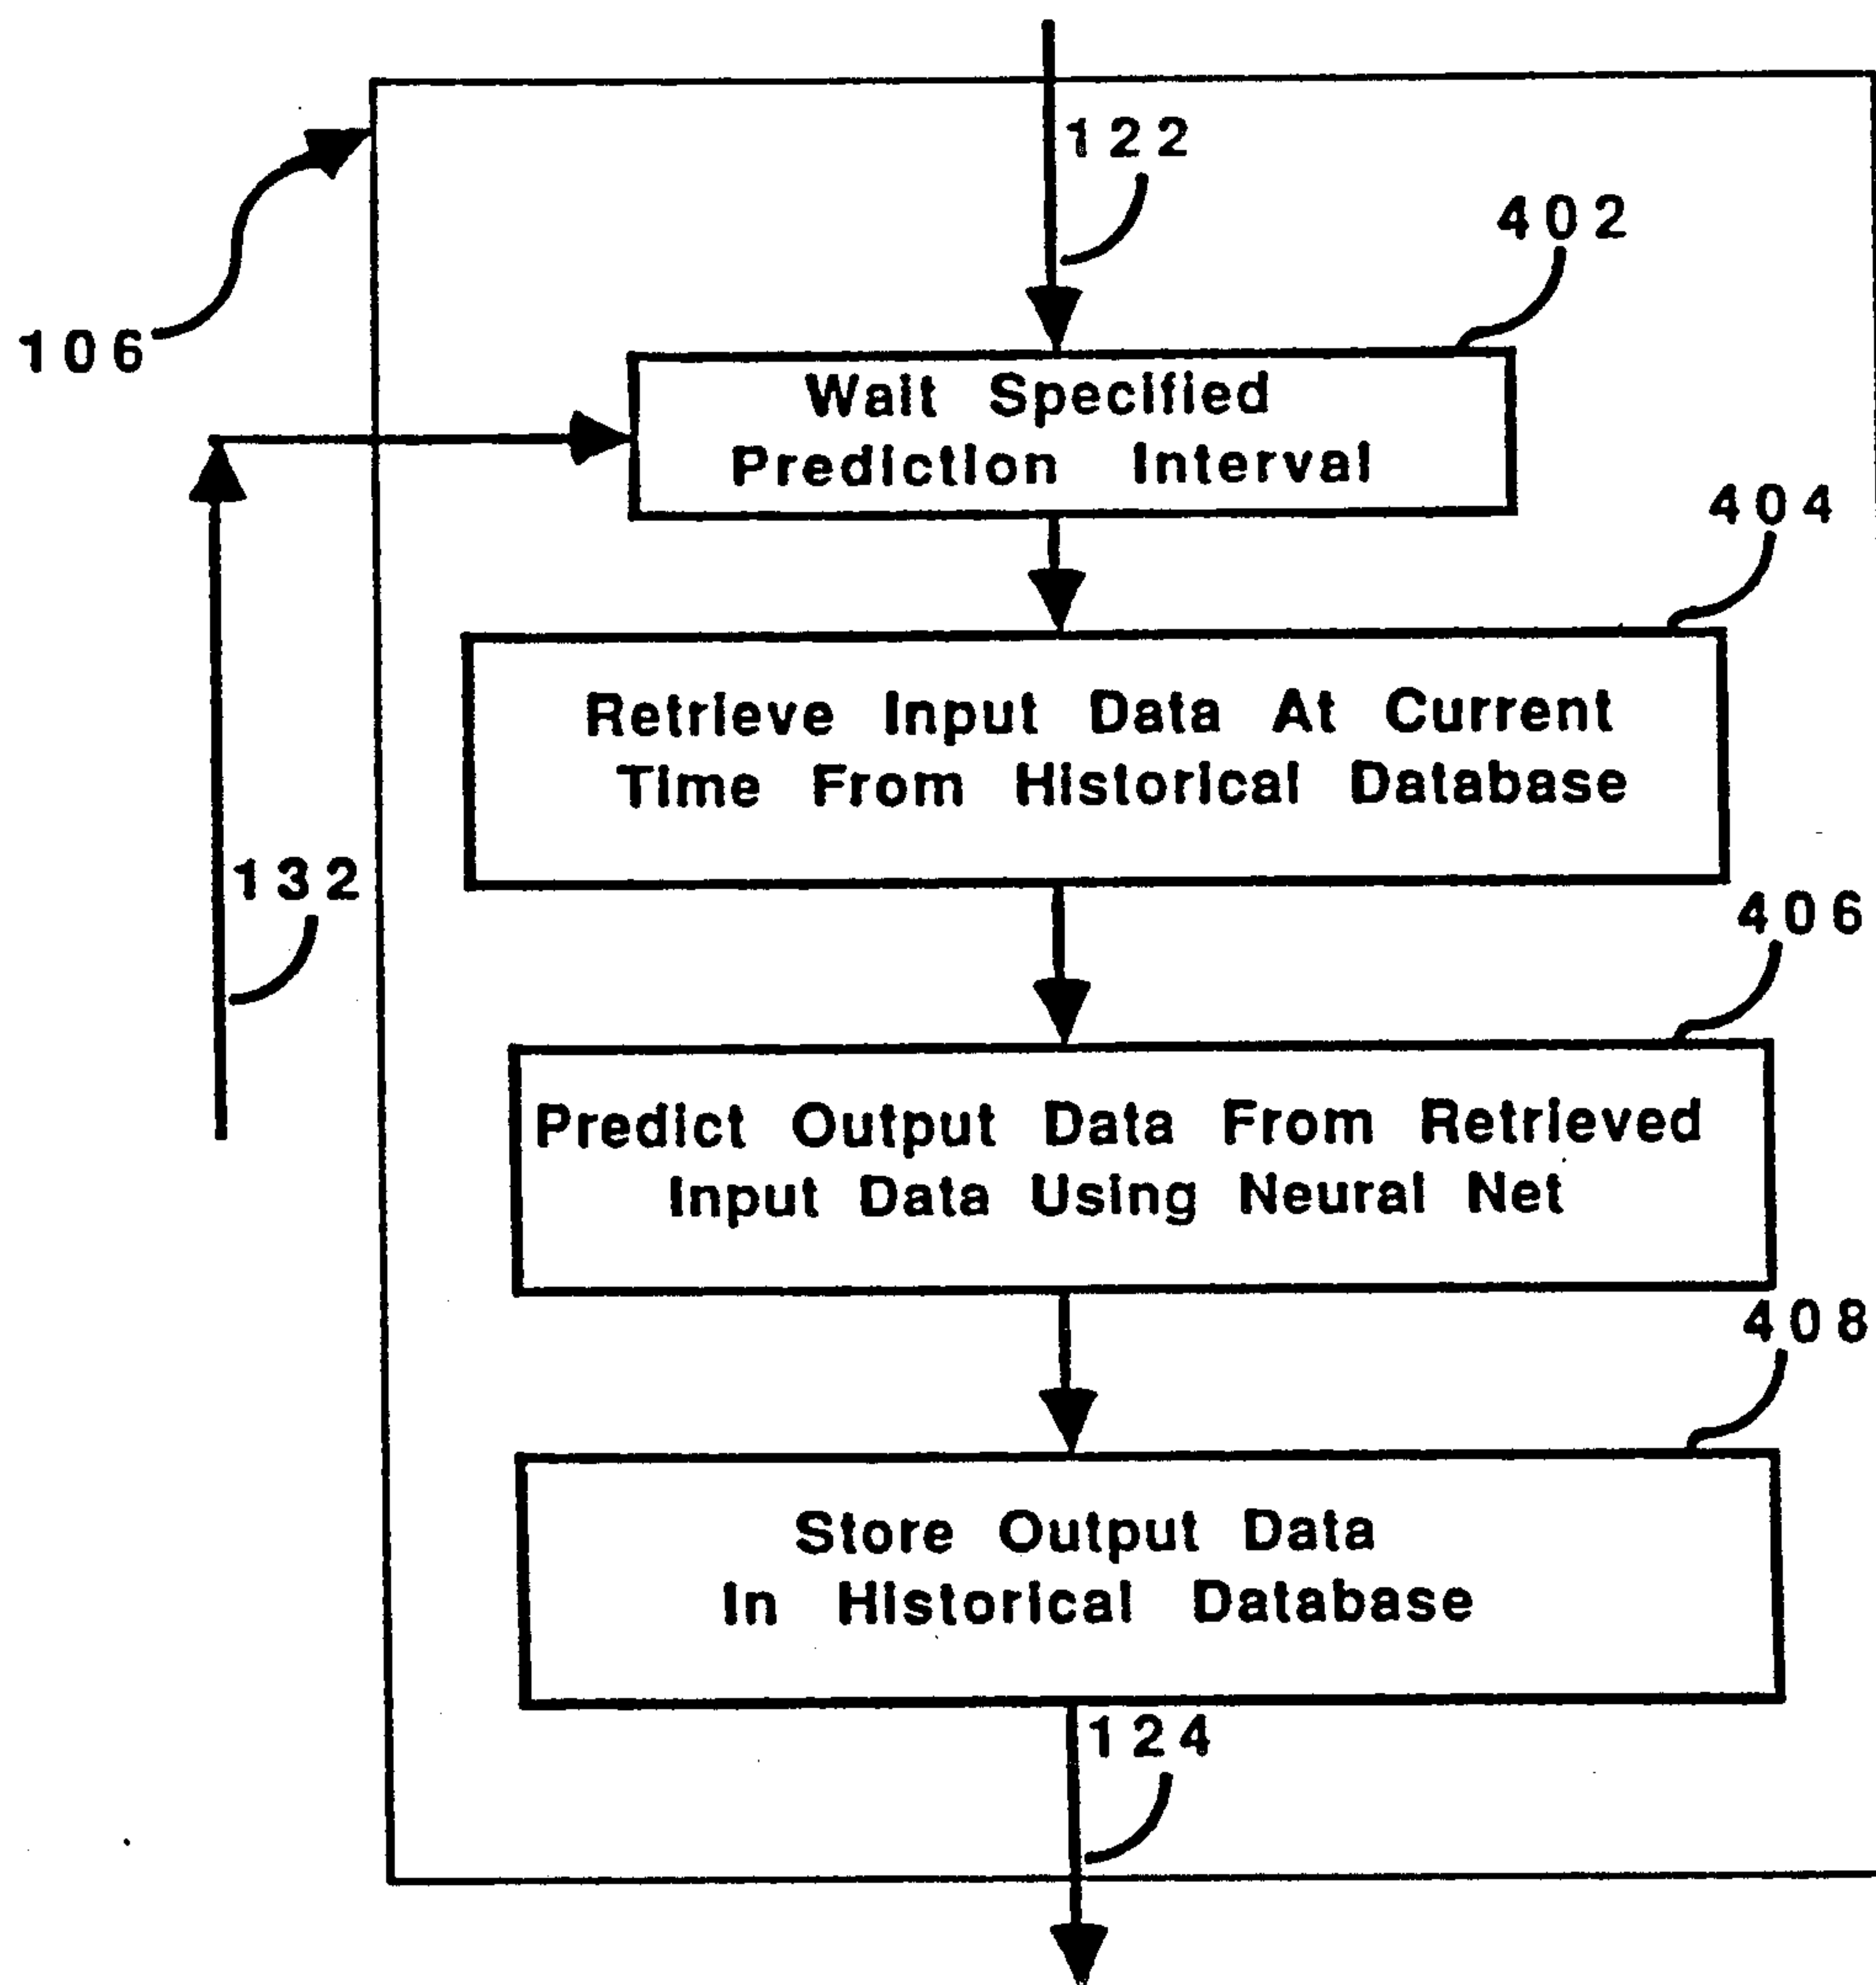 122
402
106
Wait Specified
Prediction Interval
404
Retrieve Input Data At Current
Time From Historical Database
132
406
Predict Output Data From Retrieved
Input Data Using Neural Net
408
Store Output Data
In Historical Database
124